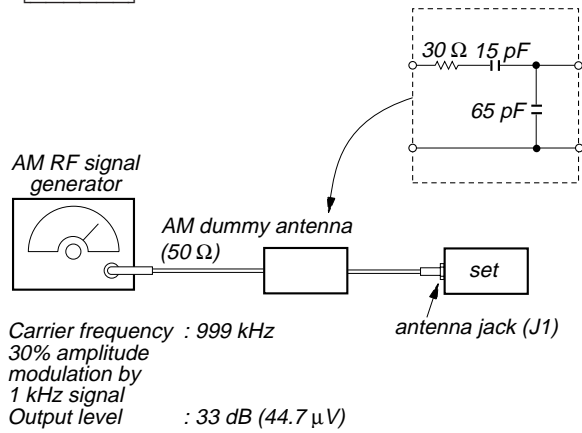 30 Ω 15 pF
65 pF
AM RF signal
generator
AM dummy antenna
(50 Ω)
set
antenna jack (J1)
Carrier frequency : 999 kHz
30% amplitude
modulation by
1 kHz signal
Output level : 33 dB (44.7 µV)